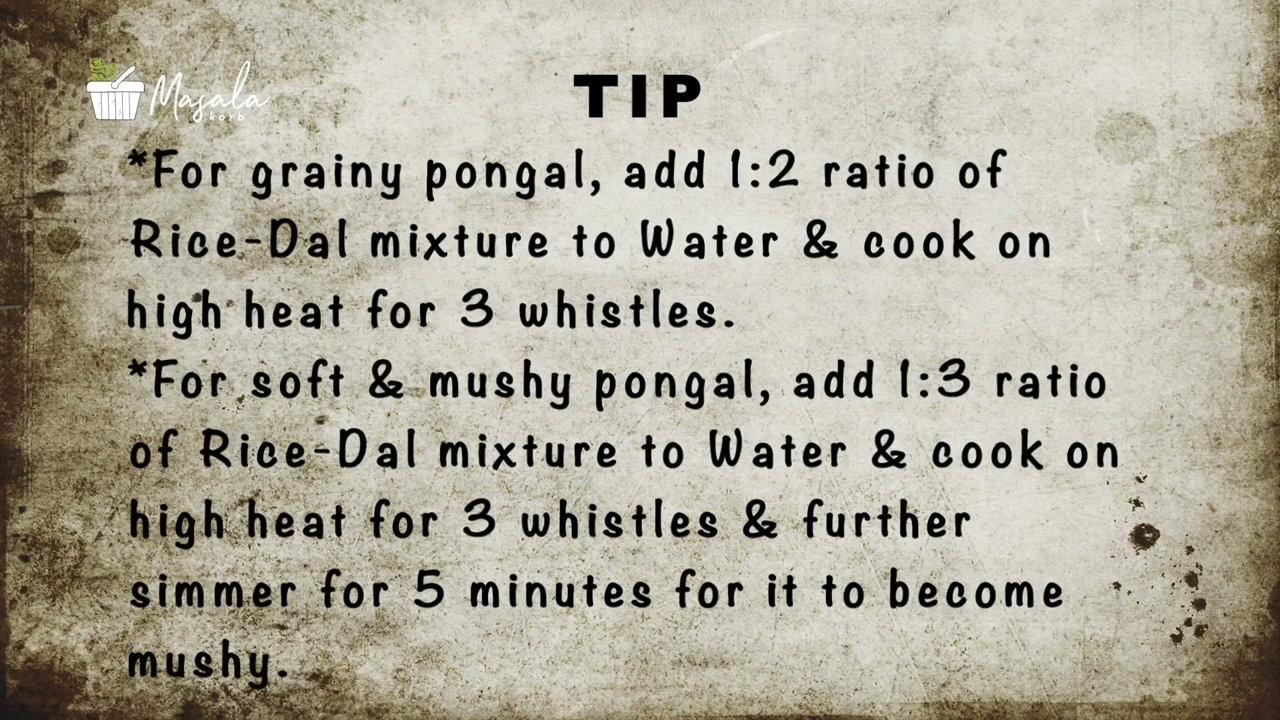 Masala
korb
TIP
*For grainy pongal, add 1:2 ratio of
Rice-Dal mixture to Water & cook on
high heat for 3 whistles.
*For soft & mushy pongal, add 1:3 ratio
of Rice-Dal mixture to Water & cook on
high heat for 3 whistles & further
simmer for 5 minutes for it to become
mushy.